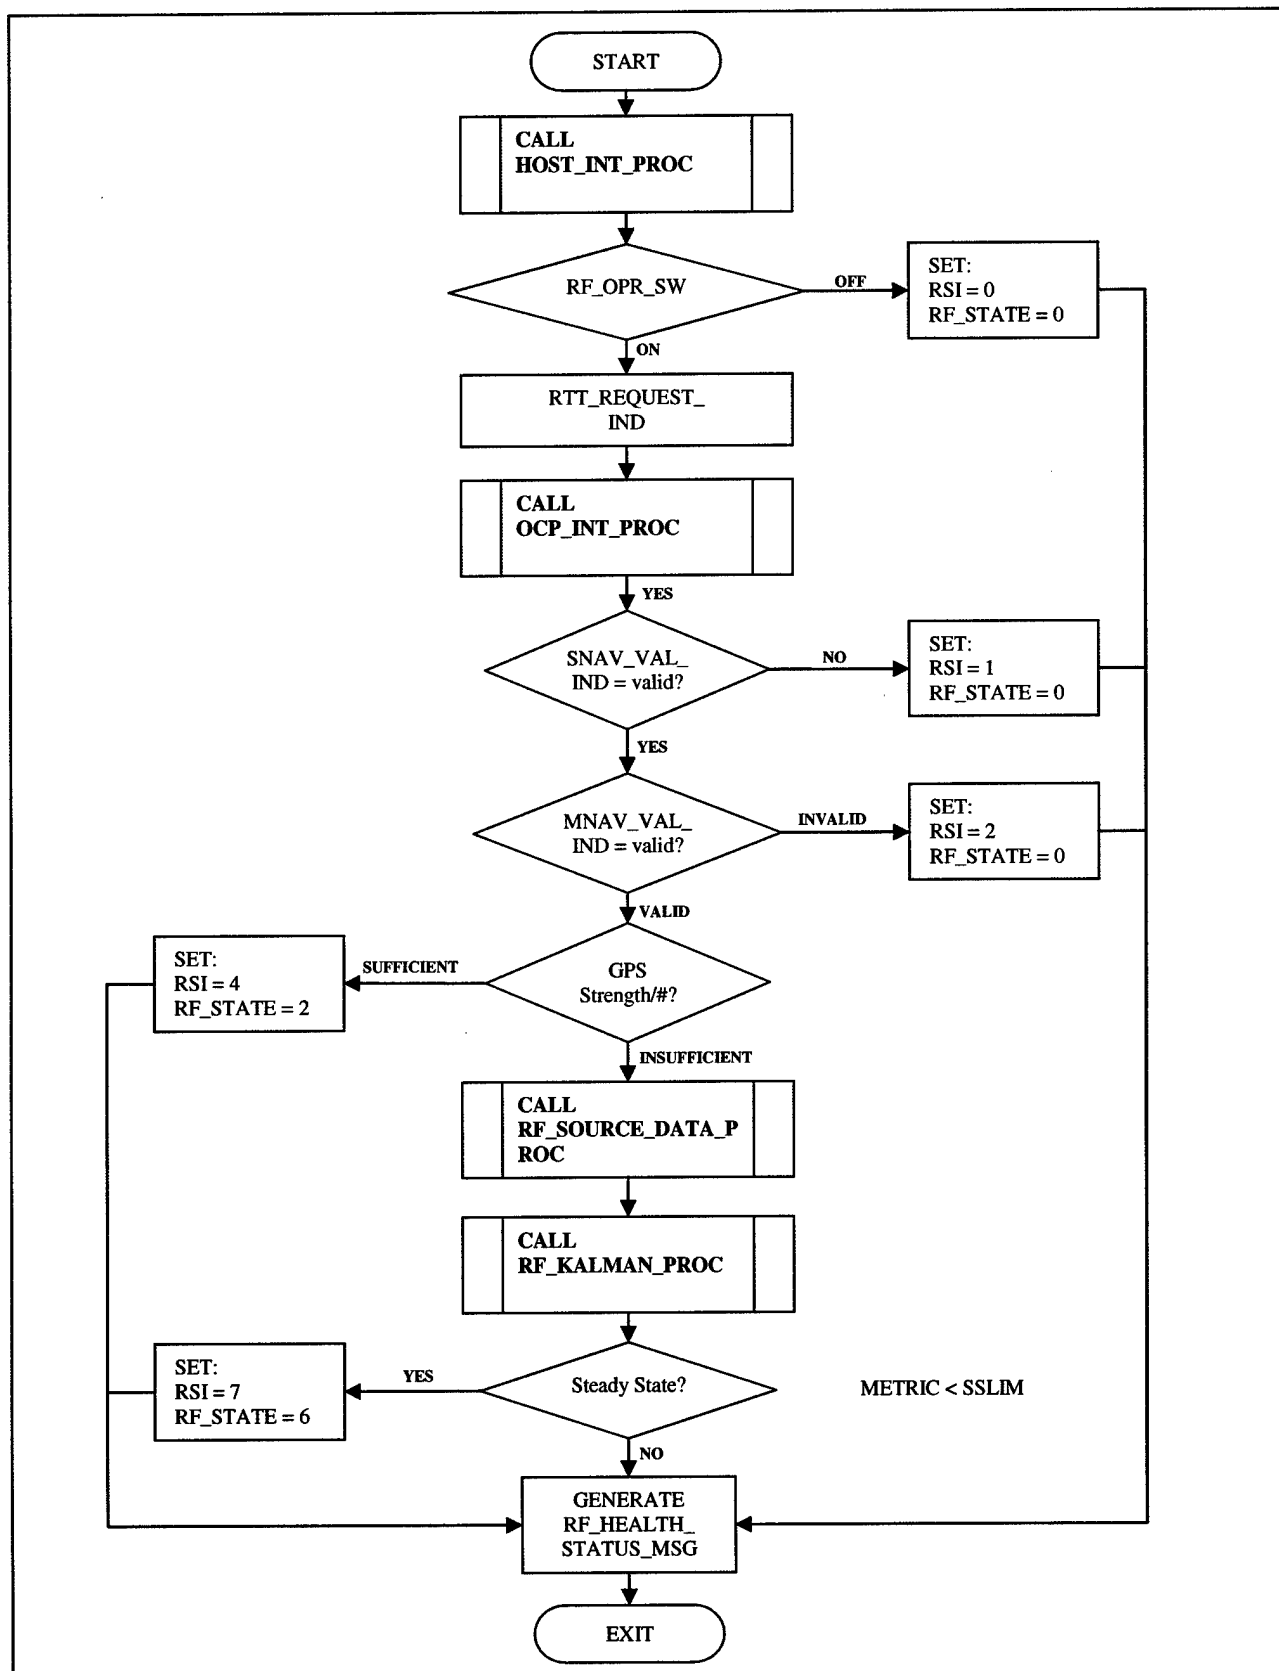 START
CALL
HOST_INT_PROC
RF_OPR_SW
OFF
SET:
RSI = 0
RF_STATE = 0
ON
RTT_REQUEST_
IND
CALL
OCP_INT_PROC
YES
SNAV_VAL_
IND = valid?
NO
SET:
RSI = 1
RF_STATE = 0
YES
MNAV_VAL_
IND = valid?
INVALID
SET:
RSI = 2
RF_STATE = 0
VALID
SET:
RSI = 4
RF_STATE = 2
SUFFICIENT
GPS
Strength/#?
INSUFFICIENT
CALL
RF_SOURCE_DATA_P
ROC
CALL
RF_KALMAN_PROC
SET:
RSI = 7
RF_STATE = 6
YES
Steady State?
METRIC < SSLIM
NO
GENERATE
RF_HEALTH_
STATUS_MSG
EXIT